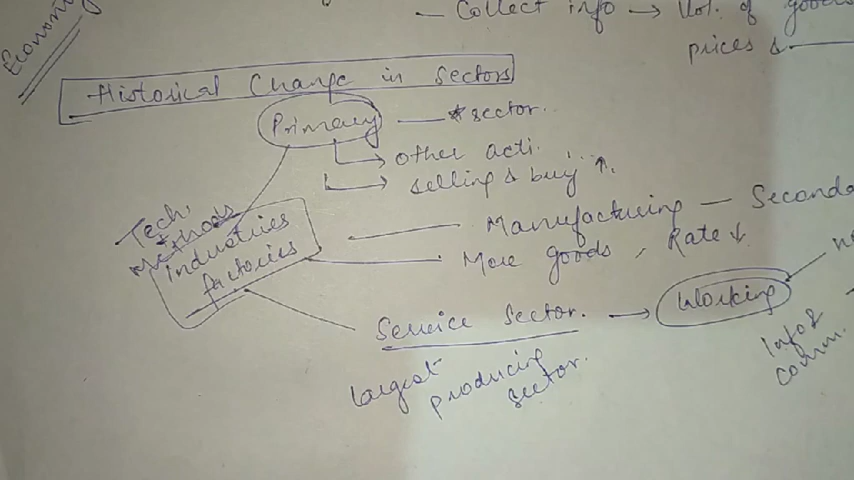 Economy
- Collect info → Vol. of goods
prices &
Historical Change in Sectors
Primary — *sector..
→ other acti.
→ selling & buy ↑.
Tech.
Methods
Industries
factories
Manufacturing — Seconda
More goods, Rate ↓
Service Sector. → Working
largest
producing
sector.
Info &
comm.